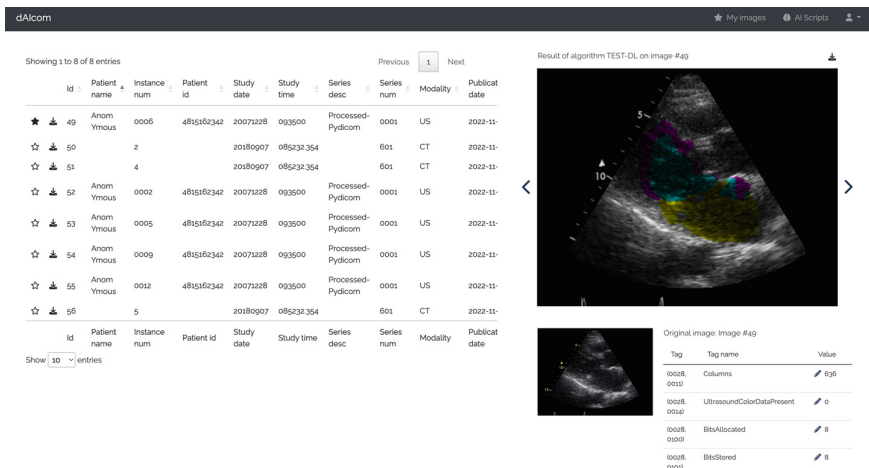 dAIcom
My images
AI Scripts
Showing 1 to 8 of 8 entries
Previous 1 Next
Id Patient name Instance num Patient id Study date Study time Series desc Series num Modality Publicat date
49 Anom Ymous 0006 4815162342 20071228 093500 Processed-Pydicom 0001 US 2022-11-
50 2 20180907 085232.354 601 CT 2022-11-
51 4 20180907 085232.354 601 CT 2022-11-
52 Anom Ymous 0002 4815162342 20071228 093500 Processed-Pydicom 0001 US 2022-11-
53 Anom Ymous 0005 4815162342 20071228 093500 Processed-Pydicom 0001 US 2022-11-
54 Anom Ymous 0009 4815162342 20071228 093500 Processed-Pydicom 0001 US 2022-11-
55 Anom Ymous 0012 4815162342 20071228 093500 Processed-Pydicom 0001 US 2022-11-
56 5 20180907 085232.354 601 CT 2022-11-
Id Patient name Instance num Patient id Study date Study time Series desc Series num Modality Publicat date
Show 10 entries
Result of algorithm TEST-DL on image #49
5
10
Original image: Image #49
Tag Tag name Value
(0028, 0011) Columns 636
(0028, 0014) UltrasoundColorDataPresent 0
(0028, 0100) BitsAllocated 8
(0028, 0101) BitsStored 8